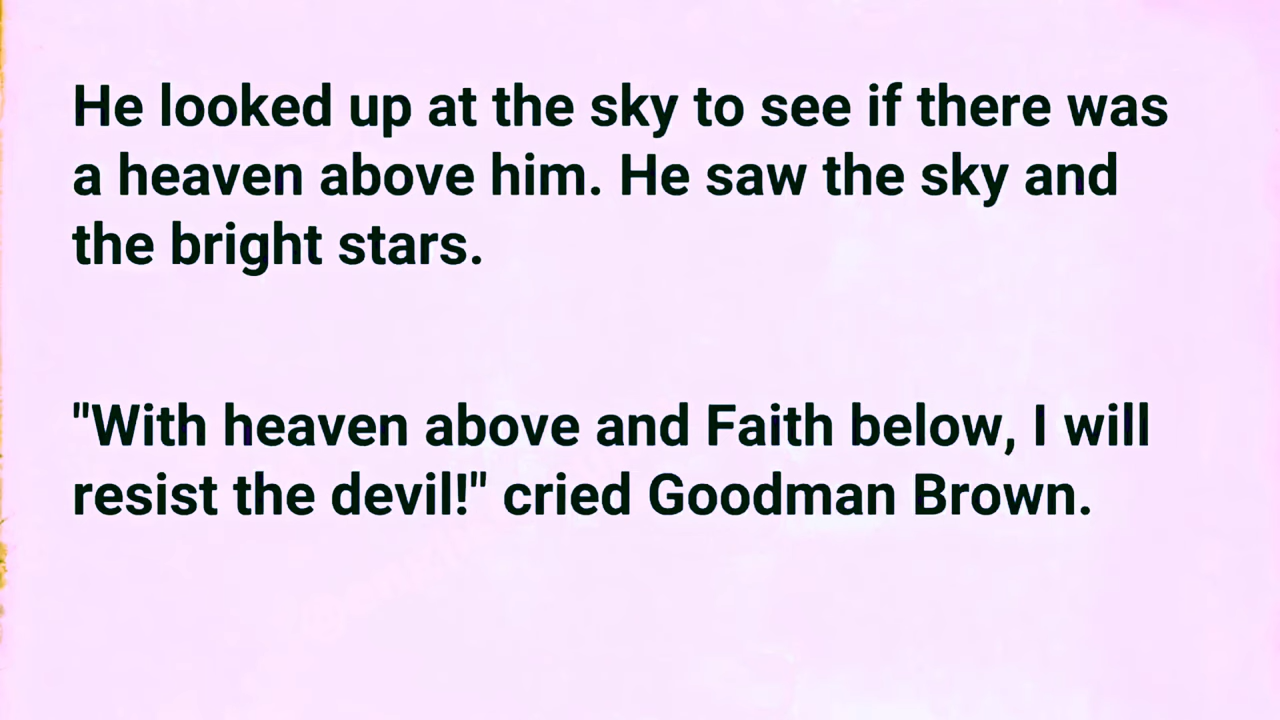 He looked up at the sky to see if there was
a heaven above him. He saw the sky and
the bright stars.
"With heaven above and Faith below, I will
resist the devil!" cried Goodman Brown.